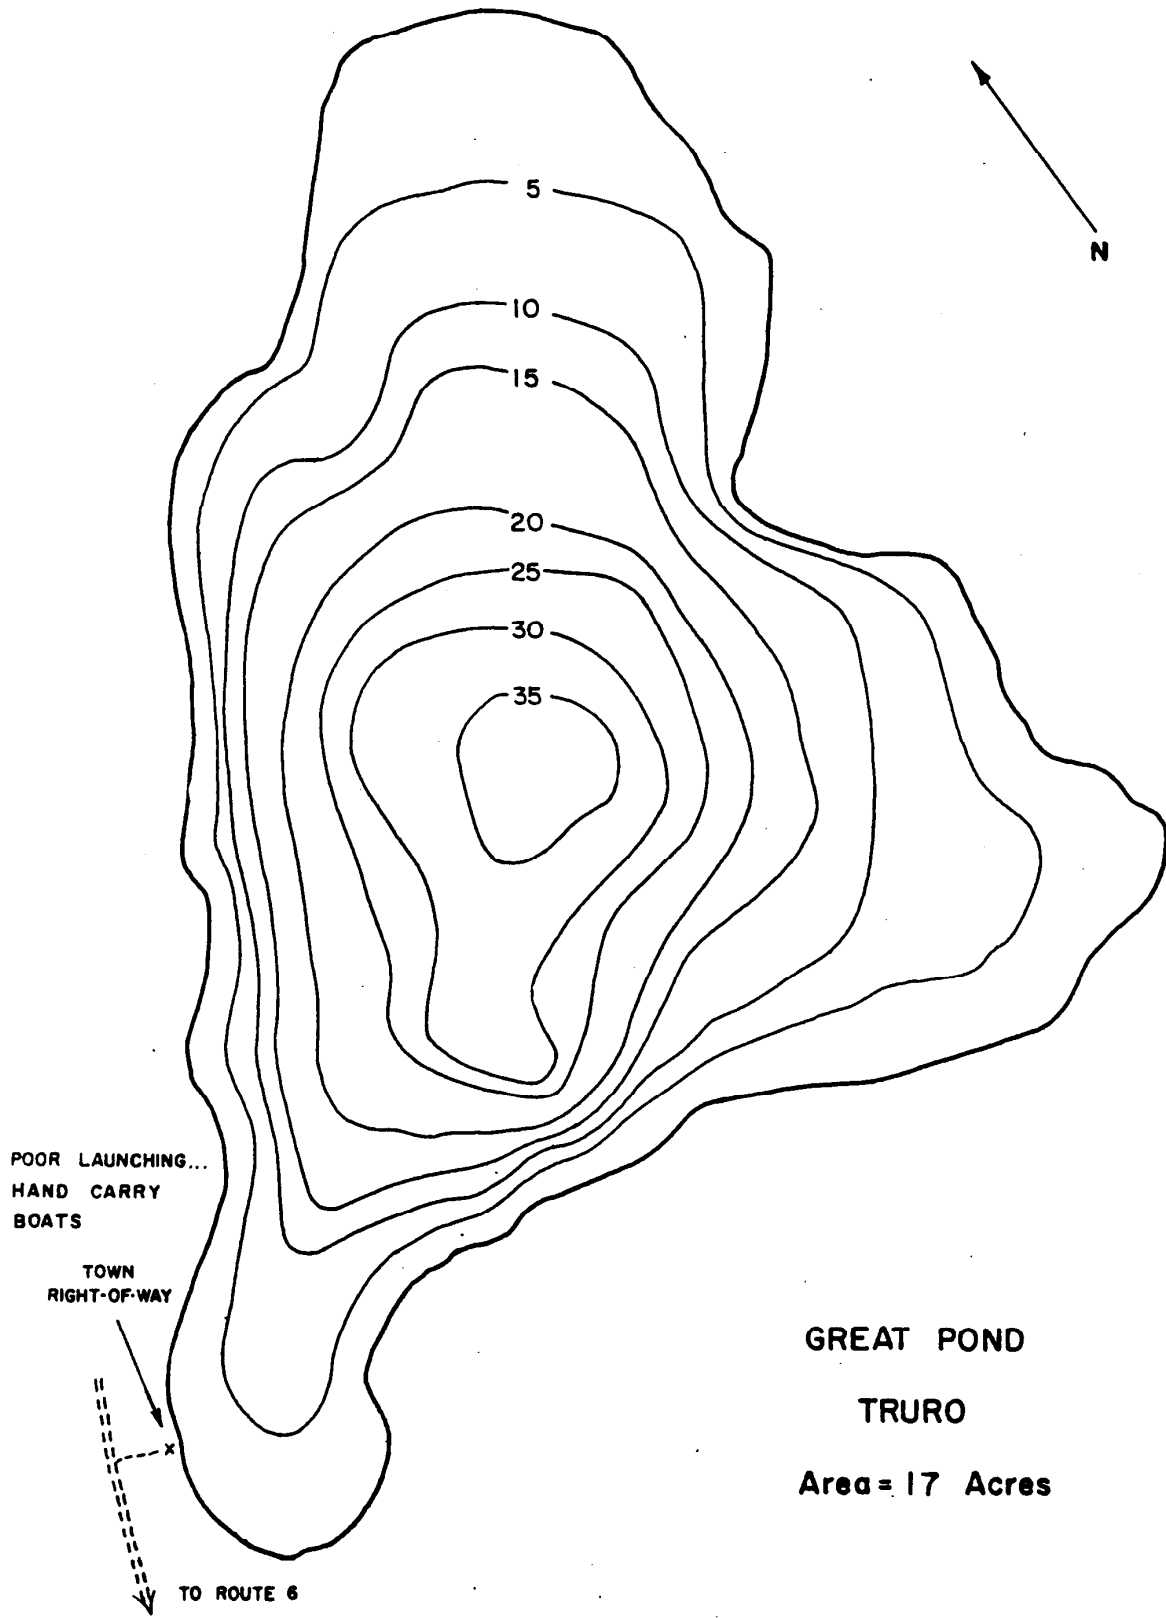 5
N
10
15
20
25
30
35
POOR LAUNCHING...
HAND CARRY
BOATS
TOWN
RIGHT-OF-WAY
x
GREAT POND
TRURO
Area = 17 Acres
TO ROUTE 6